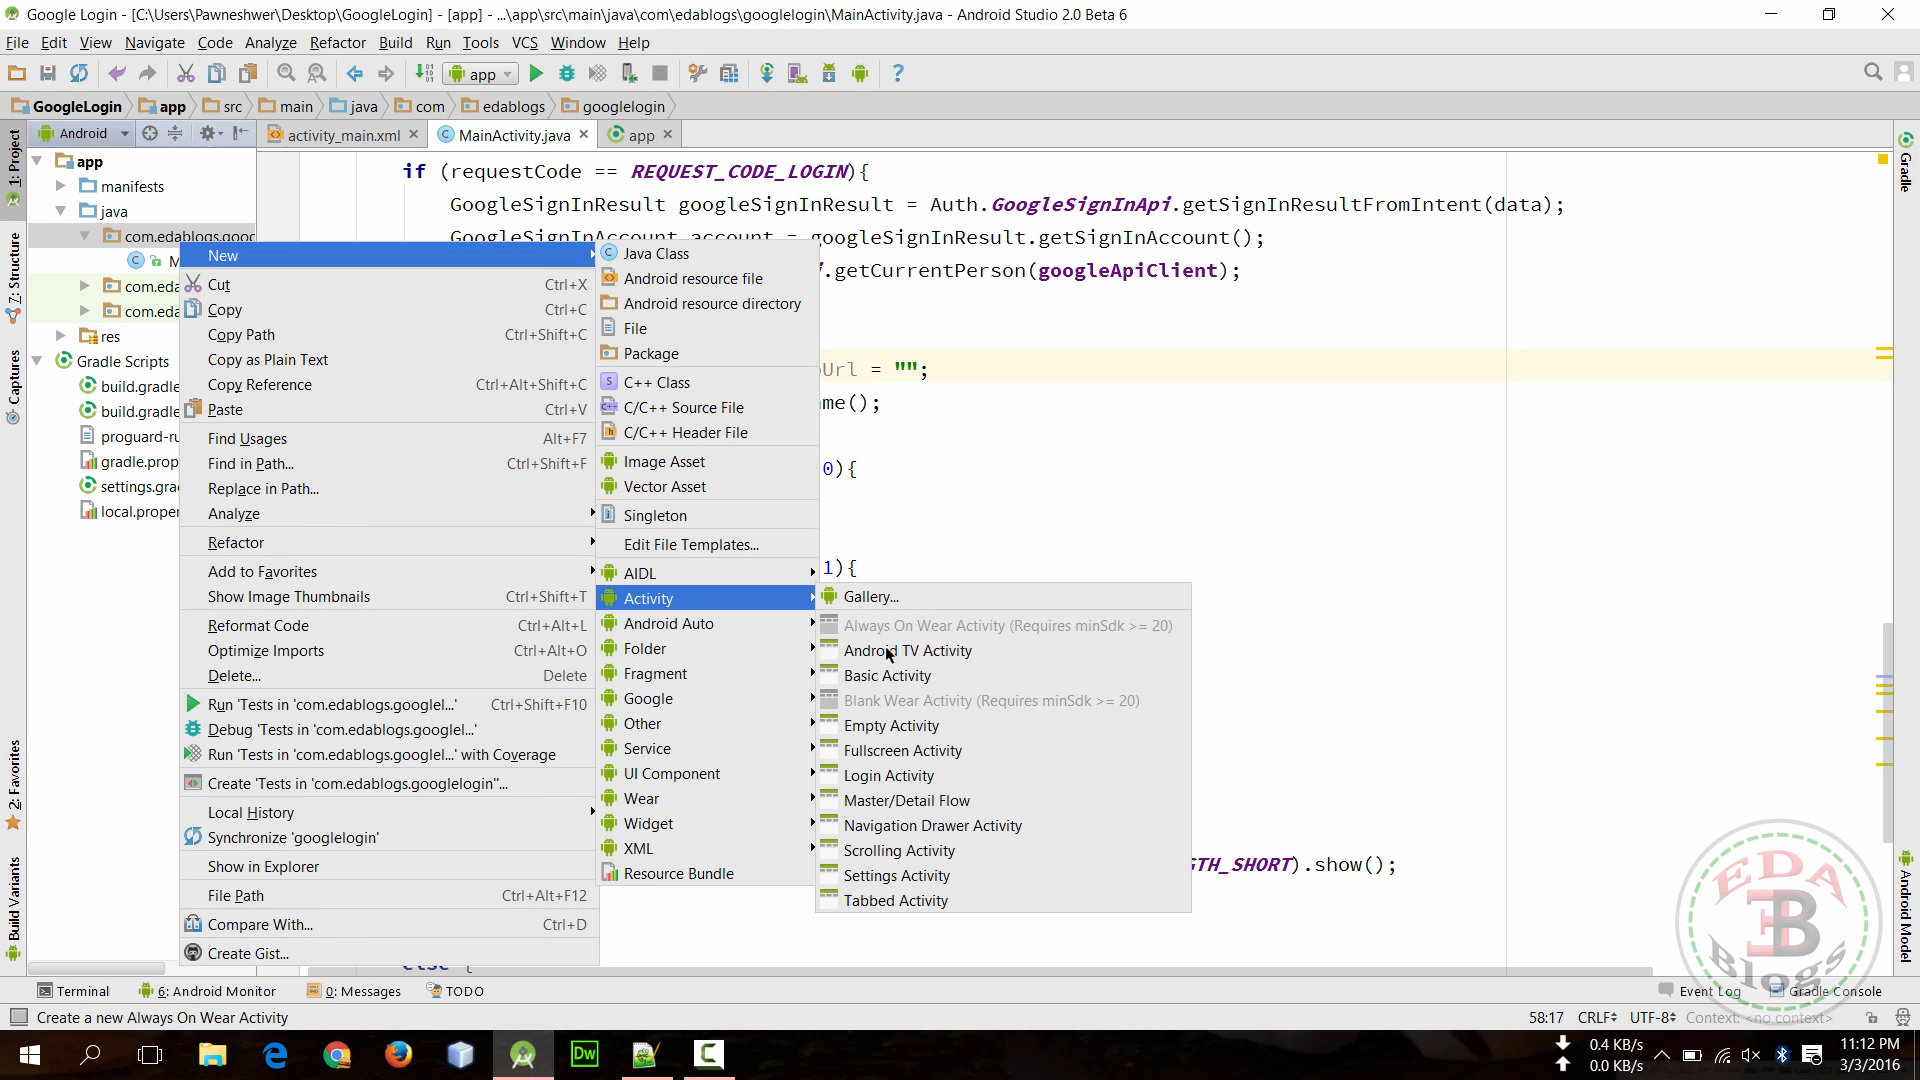 Google Login - [C:\Users\Pawneshwer\Desktop\GoogleLogin] - [app] - ...\app\src\main\java\com\edablogs\googlelogin\MainActivity.java - Android Studio 2.0 Beta 6
File Edit View Navigate Code Analyze Refactor Build Run Tools VCS Window Help
app
GoogleLogin app src main java com edablogs googlelogin
Android activity_main.xml MainActivity.java app
1: Project
7: Structure
Captures
2: Favorites
Build Variants
app
manifests
java
com.edablogs.goog
M
com.eda
com.eda
res
Gradle Scripts
build.gradle
build.gradle
proguard-ru
gradle.prop
settings.gra
local.proper
if (requestCode == REQUEST_CODE_LOGIN){
GoogleSignInResult googleSignInResult = Auth.GoogleSignInApi.getSignInResultFromIntent(data);
GoogleSignInAccount account = googleSignInResult.getSignInAccount();
.getCurrentPerson(googleApiClient);
oUrl = "";
me();
0){
1){
GTH_SHORT).show();
else {
New
Cut Ctrl+X
Copy Ctrl+C
Copy Path Ctrl+Shift+C
Copy as Plain Text
Copy Reference Ctrl+Alt+Shift+C
Paste Ctrl+V
Find Usages Alt+F7
Find in Path... Ctrl+Shift+F
Replace in Path...
Analyze
Refactor
Add to Favorites
Show Image Thumbnails Ctrl+Shift+T
Reformat Code Ctrl+Alt+L
Optimize Imports Ctrl+Alt+O
Delete... Delete
Run 'Tests in 'com.edablogs.googlel...' Ctrl+Shift+F10
Debug 'Tests in 'com.edablogs.googlel...'
Run 'Tests in 'com.edablogs.googlel...' with Coverage
Create 'Tests in 'com.edablogs.googlelogin''...
Local History
Synchronize 'googlelogin'
Show in Explorer
File Path Ctrl+Alt+F12
Compare With... Ctrl+D
Create Gist...
Java Class
Android resource file
Android resource directory
File
Package
C++ Class
C/C++ Source File
C/C++ Header File
Image Asset
Vector Asset
Singleton
Edit File Templates...
AIDL
Activity
Android Auto
Folder
Fragment
Google
Other
Service
UI Component
Wear
Widget
XML
Resource Bundle
Gallery...
Always On Wear Activity (Requires minSdk >= 20)
Android TV Activity
Basic Activity
Blank Wear Activity (Requires minSdk >= 20)
Empty Activity
Fullscreen Activity
Login Activity
Master/Detail Flow
Navigation Drawer Activity
Scrolling Activity
Settings Activity
Tabbed Activity
Gradle
Android Model
EDA
EB
Blogs
Terminal 6: Android Monitor 0: Messages TODO Event Log Gradle Console
Create a new Always On Wear Activity 58:17 CRLF UTF-8 Context: <no context>
Dw
0.4 KB/s
0.0 KB/s
11:12 PM
3/3/2016